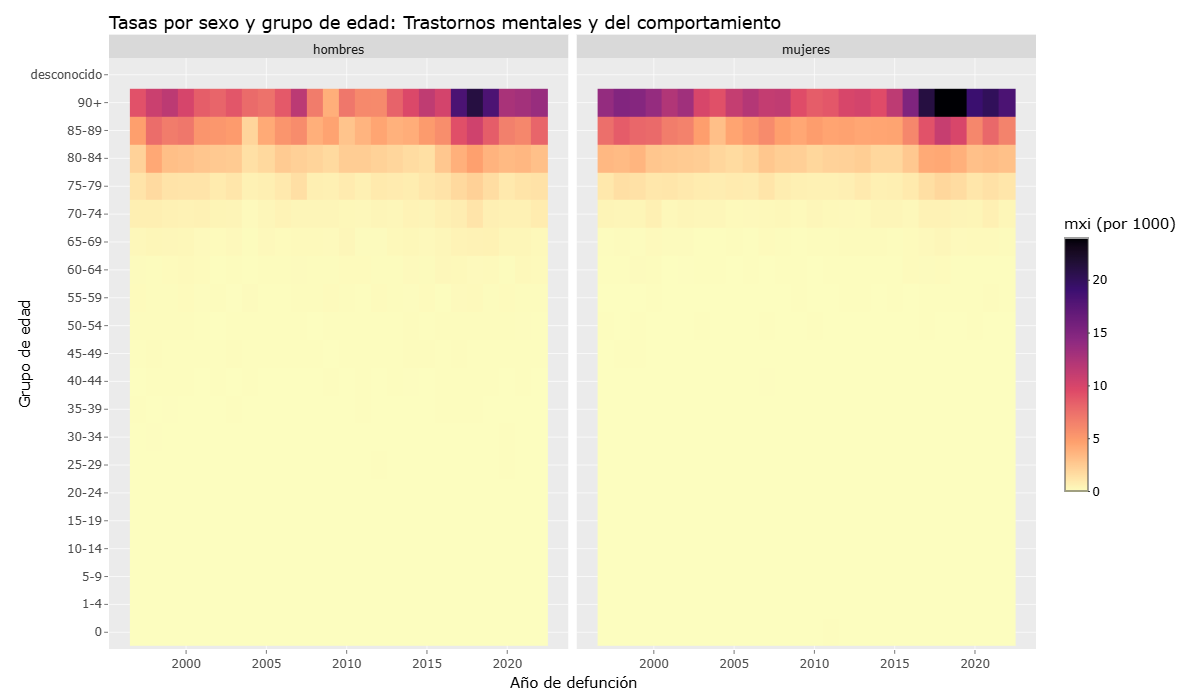 Tasas por sexo y grupo de edad: Trastornos mentales y del comportamiento
hombres
mujeres
desconocido
90+
85-89
80-84
75-79
70-74
65-69
60-64
55-59
50-54
45-49
40-44
35-39
30-34
25-29
20-24
15-19
10-14
5-9
1-4
0
Grupo de edad
2000 2005 2010 2015 2020
2000 2005 2010 2015 2020
Año de defunción
mxi (por 1000)
20
15
10
5
0